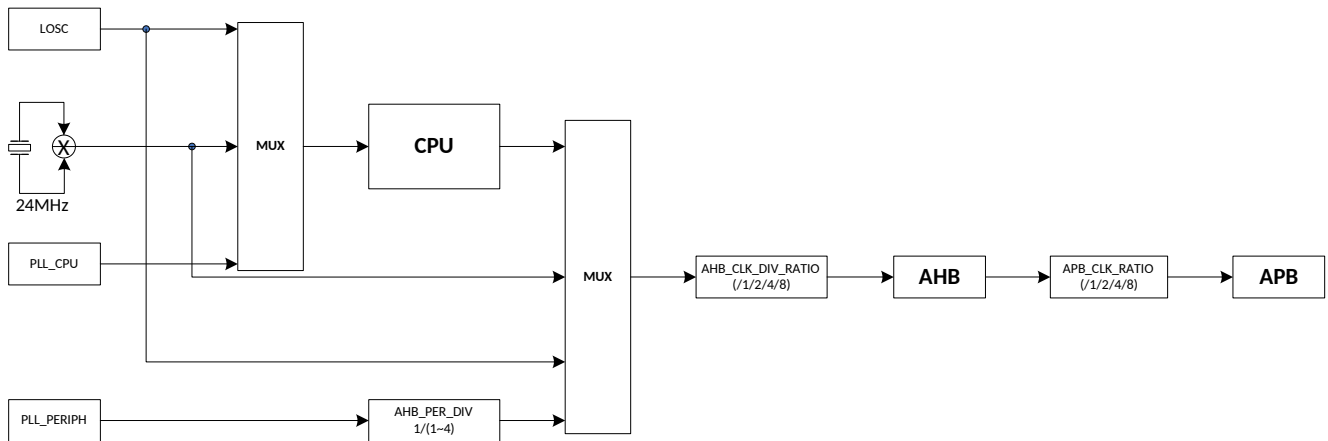 LOSC
MUX
CPU
X
24MHz
PLL_CPU
MUX
AHB_CLK_DIV_RATIO
(/1/2/4/8)
AHB
APB_CLK_RATIO
(/1/2/4/8)
APB
PLL_PERIPH
AHB_PER_DIV
1/(1~4)